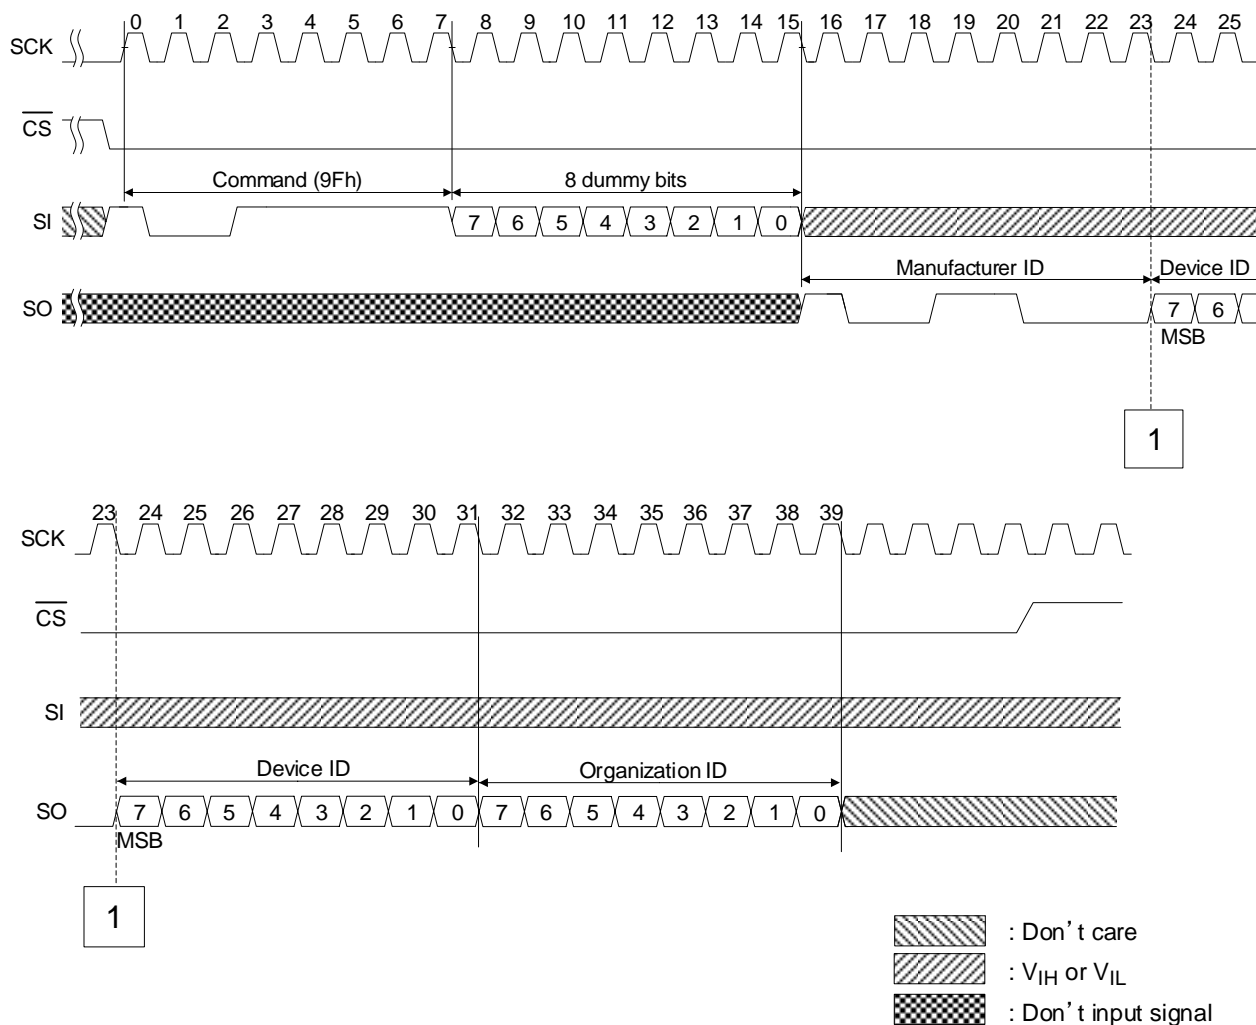 0 1 2 3 4 5 6 7 8 9 10 11 12 13 14 15 16 17 18 19 20 21 22 23 24 25
SCK
CS
Command (9Fh) 8 dummy bits
SI 7 6 5 4 3 2 1 0
Manufacturer ID Device ID
SO 7 6
MSB
1
23 24 25 26 27 28 29 30 31 32 33 34 35 36 37 38 39
SCK
CS
SI
Device ID Organization ID
SO 7 6 5 4 3 2 1 0 7 6 5 4 3 2 1 0
MSB
1
: Don't care
: VIH or VIL
: Don't input signal